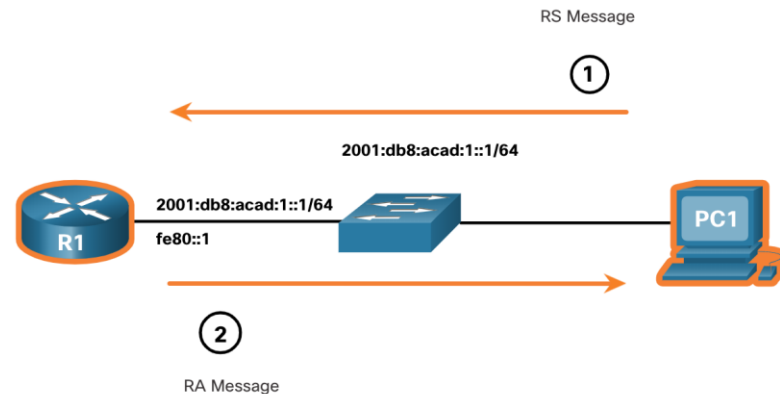 RS Message
1
2001:db8:acad:1::1/64
2001:db8:acad:1::1/64
R1
fe80::1
PC1
2
RA Message